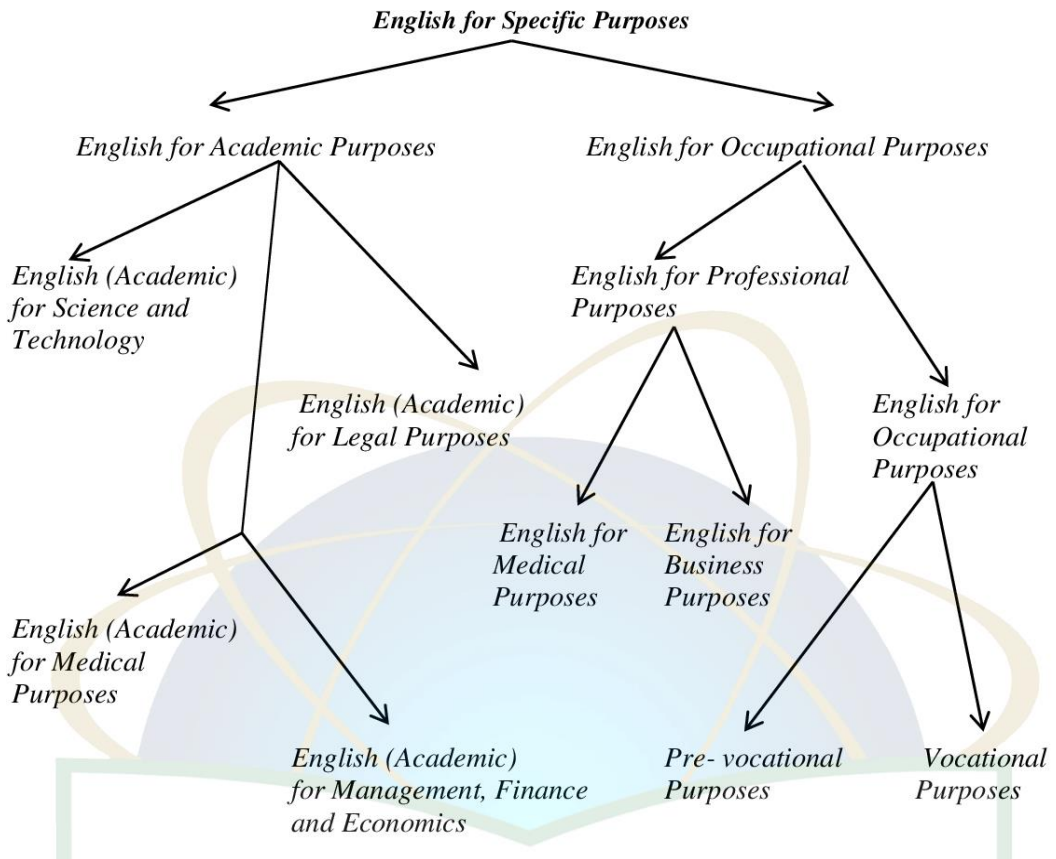 English for Specific Purposes
English for Academic Purposes
English for Occupational Purposes
English (Academic)
for Science and
Technology
English for Professional
Purposes
English (Academic)
for Legal Purposes
English for
Occupational
Purposes
English for
Medical
Purposes
English for
Business
Purposes
English (Academic)
for Medical
Purposes
English (Academic)
for Management, Finance
and Economics
Pre- vocational
Purposes
Vocational
Purposes